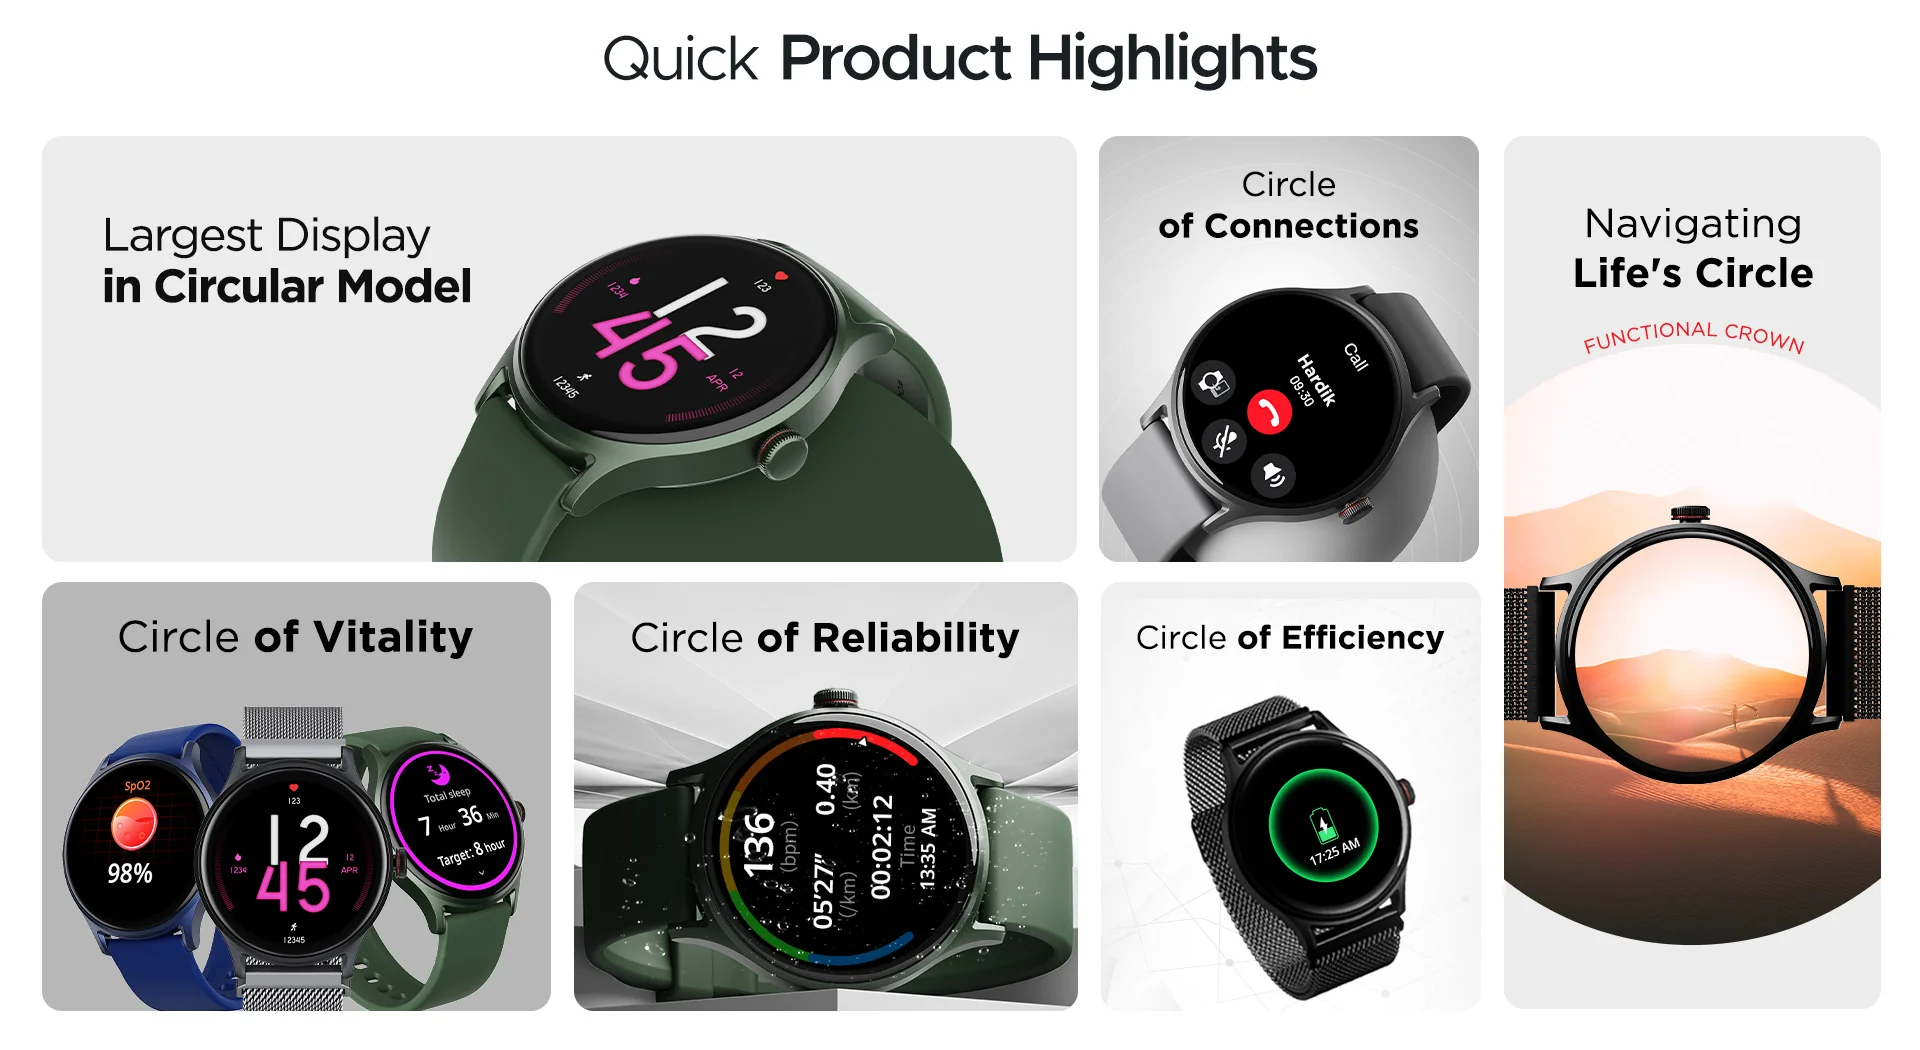 Quick Product Highlights
Largest Display
in Circular Model
1234
123
12
45
12
APR
12345
Circle
of Connections
Call
Hardik
09:30
Navigating
Life's Circle
FUNCTIONAL CROWN
Circle of Vitality
SpO2
98%
123
12
45
1234
12
APR
12345
zzz
Total sleep
7 Hour 36 Min
Target: 8 hour
Circle of Reliability
136
(bpm)
0.40
(km)
05'27"
(/km)
00:02:12
Time
13:35 AM
Circle of Efficiency
17:25 AM